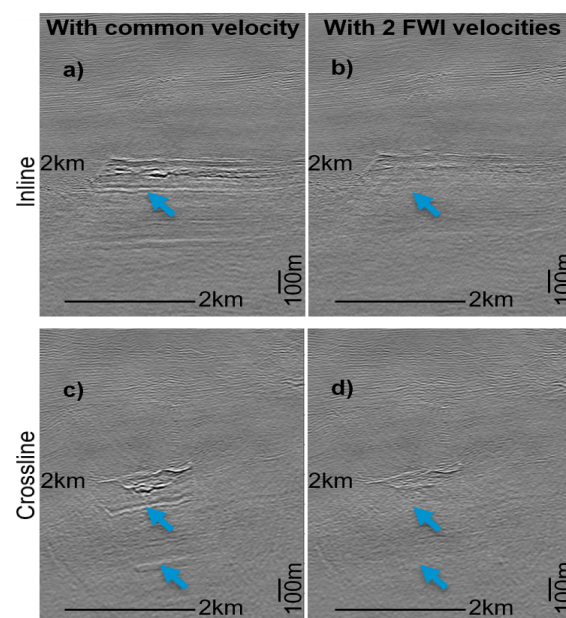 With common velocity
With 2 FWI velocities
a)
b)
2km
2km
Inline
2km
100m
2km
100m
c)
d)
2km
2km
Crossline
2km
100m
2km
100m